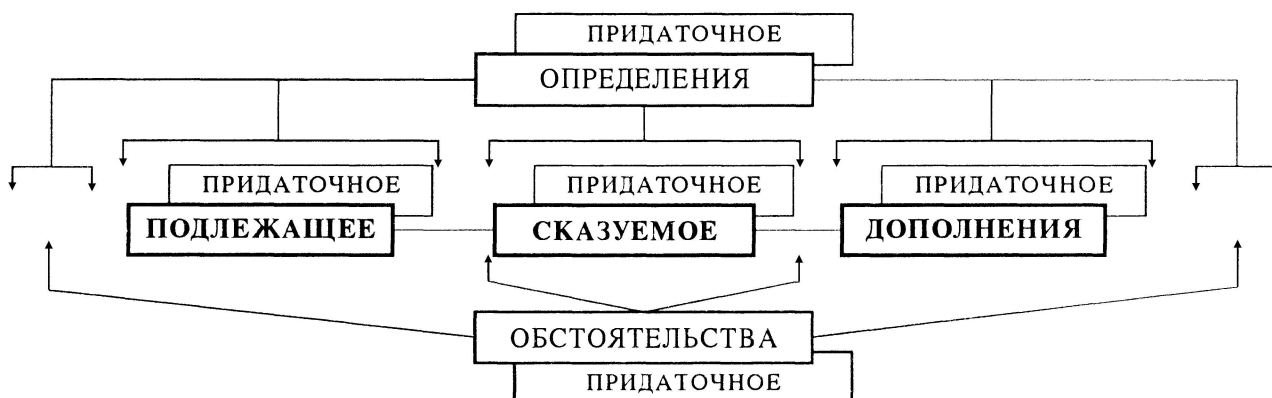 ПРИДАТОЧНОЕ
ОПРЕДЕЛЕНИЯ
ПРИДАТОЧНОЕ ПРИДАТОЧНОЕ ПРИДАТОЧНОЕ
ПОДЛЕЖАЩЕЕ СКАЗУЕМОЕ ДОПОЛНЕНИЯ
ОБСТОЯТЕЛЬСТВА
ПРИДАТОЧНОЕ